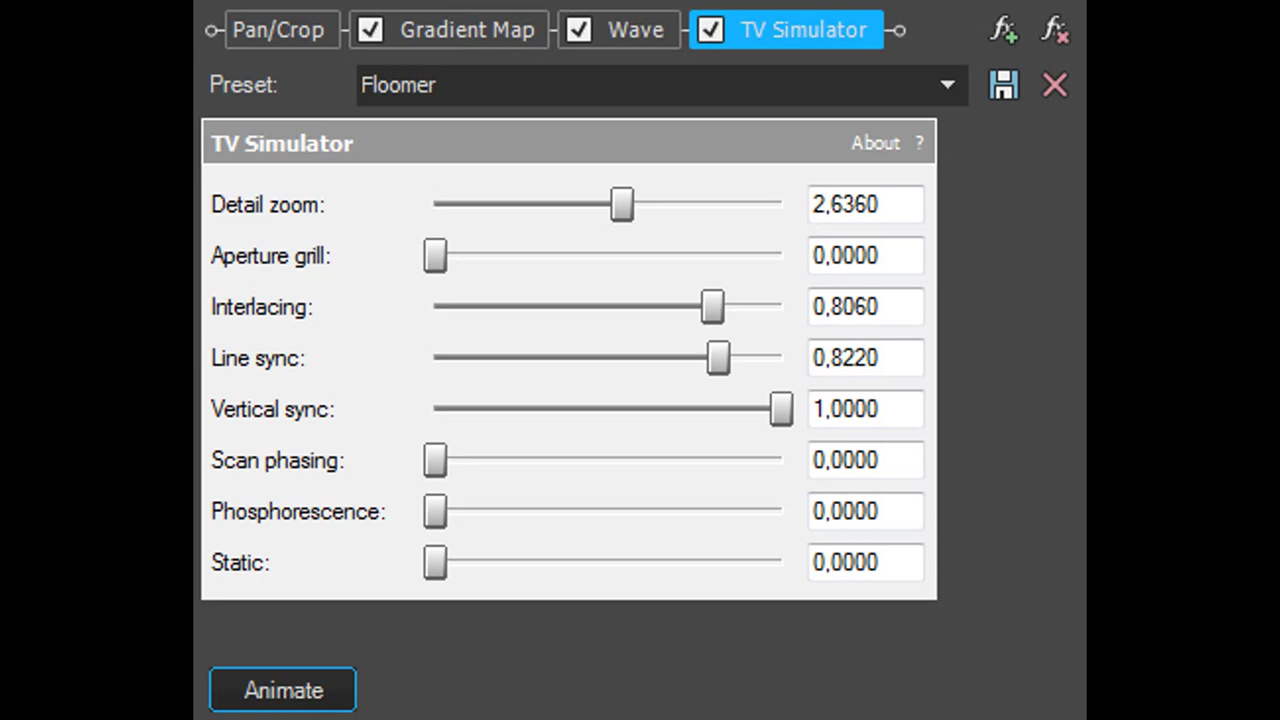 Pan/Crop Gradient Map Wave TV Simulator
Preset: Floomer
TV Simulator About ?
Detail zoom: 2,6360
Aperture grill: 0,0000
Interlacing: 0,8060
Line sync: 0,8220
Vertical sync: 1,0000
Scan phasing: 0,0000
Phosphorescence: 0,0000
Static: 0,0000
Animate